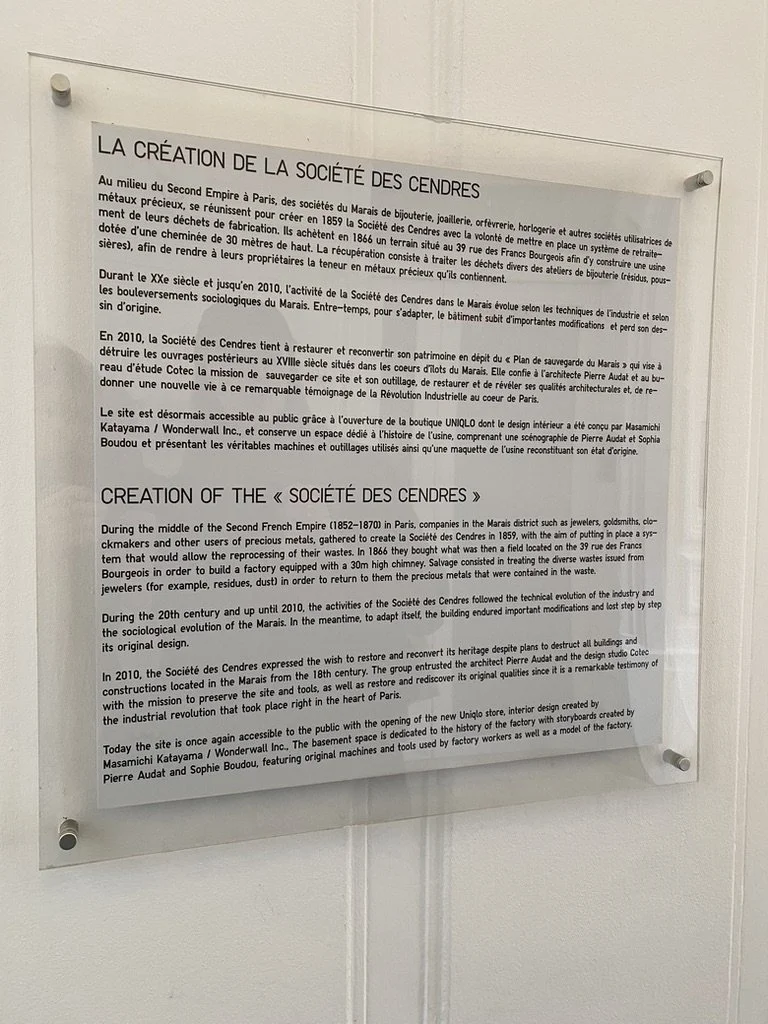 LA CRÉATION DE LA SOCIÉTÉ DES CENDRES
Au milieu du Second Empire à Paris, des sociétés du Marais de bijouterie, joaillerie, orfèvrerie, horlogerie et autres sociétés utilisatrices de
métaux précieux, se réunissent pour créer en 1859 la Société des Cendres avec la volonté de mettre en place un système de retraite-
ment de leurs déchets de fabrication. Ils achètent en 1866 un terrain situé au 39 rue des Francs Bourgeois afin d'y construire une usine
dotée d'une cheminée de 30 mètres de haut. La récupération consiste à traiter les déchets divers des ateliers de bijouterie (résidus, pous-
sières), afin de rendre à leurs propriétaires la teneur en métaux précieux qu'ils contiennent.
Durant le XXe siècle et jusqu'en 2010, l'activité de la Société des Cendres dans le Marais évolue selon les techniques de l'industrie et selon
les bouleversements sociologiques du Marais. Entre-temps, pour s'adapter, le bâtiment subit d'importantes modifications et perd son des-
sin d'origine.
En 2010, la Société des Cendres tient à restaurer et reconvertir son patrimoine en dépit du « Plan de sauvegarde du Marais » qui vise à
détruire les ouvrages postérieurs au XVIIIe siècle situés dans les coeurs d'îlots du Marais. Elle confie à l'architecte Pierre Audat et au bu-
reau d'étude Cotec la mission de sauvegarder ce site et son outillage, de restaurer et de révéler ses qualités architecturales et, de re-
donner une nouvelle vie à ce remarquable témoignage de la Révolution Industrielle au coeur de Paris.
Le site est désormais accessible au public grâce à l'ouverture de la boutique UNIQLO dont le design intérieur a été conçu par Masamichi
Katayama / Wonderwall Inc., et conserve un espace dédié à l'histoire de l'usine, comprenant une scénographie de Pierre Audat et Sophia
Boudou et présentant les véritables machines et outillages utilisés ainsi qu'une maquette de l'usine reconstituant son état d'origine.
CREATION OF THE « SOCIÉTÉ DES CENDRES »
During the middle of the Second French Empire (1852-1870) in Paris, companies in the Marais district such as jewelers, goldsmiths, clo-
ckmakers and other users of precious metals, gathered to create la Société des Cendres in 1859, with the aim of putting in place a sys-
tem that would allow the reprocessing of their wastes. In 1866 they bought what was then a field located on the 39 rue des Francs
Bourgeois in order to build a factory equipped with a 30m high chimney. Salvage consisted in treating the diverse wastes issued from
jewelers (for example, residues, dust) in order to return to them the precious metals that were contained in the waste.
During the 20th century and up until 2010, the activities of the Société des Cendres followed the technical evolution of the industry and
the sociological evolution of the Marais. In the meantime, to adapt itself, the building endured important modifications and lost step by step
its original design.
In 2010, the Société des Cendres expressed the wish to restore and reconvert its heritage despite plans to destruct all buildings and
constructions located in the Marais from the 18th century. The group entrusted the architect Pierre Audat and the design studio Cotec
with the mission to preserve the site and tools, as well as restore and rediscover its original qualities since it is a remarkable testimony of
the industrial revolution that took place right in the heart of Paris.
Today the site is once again accessible to the public with the opening of the new Uniqlo store, interior design created by
Masamichi Katayama / Wonderwall Inc., The basement space is dedicated to the history of the factory with storyboards created by
Pierre Audat and Sophie Boudou, featuring original machines and tools used by factory workers as well as a model of the factory.